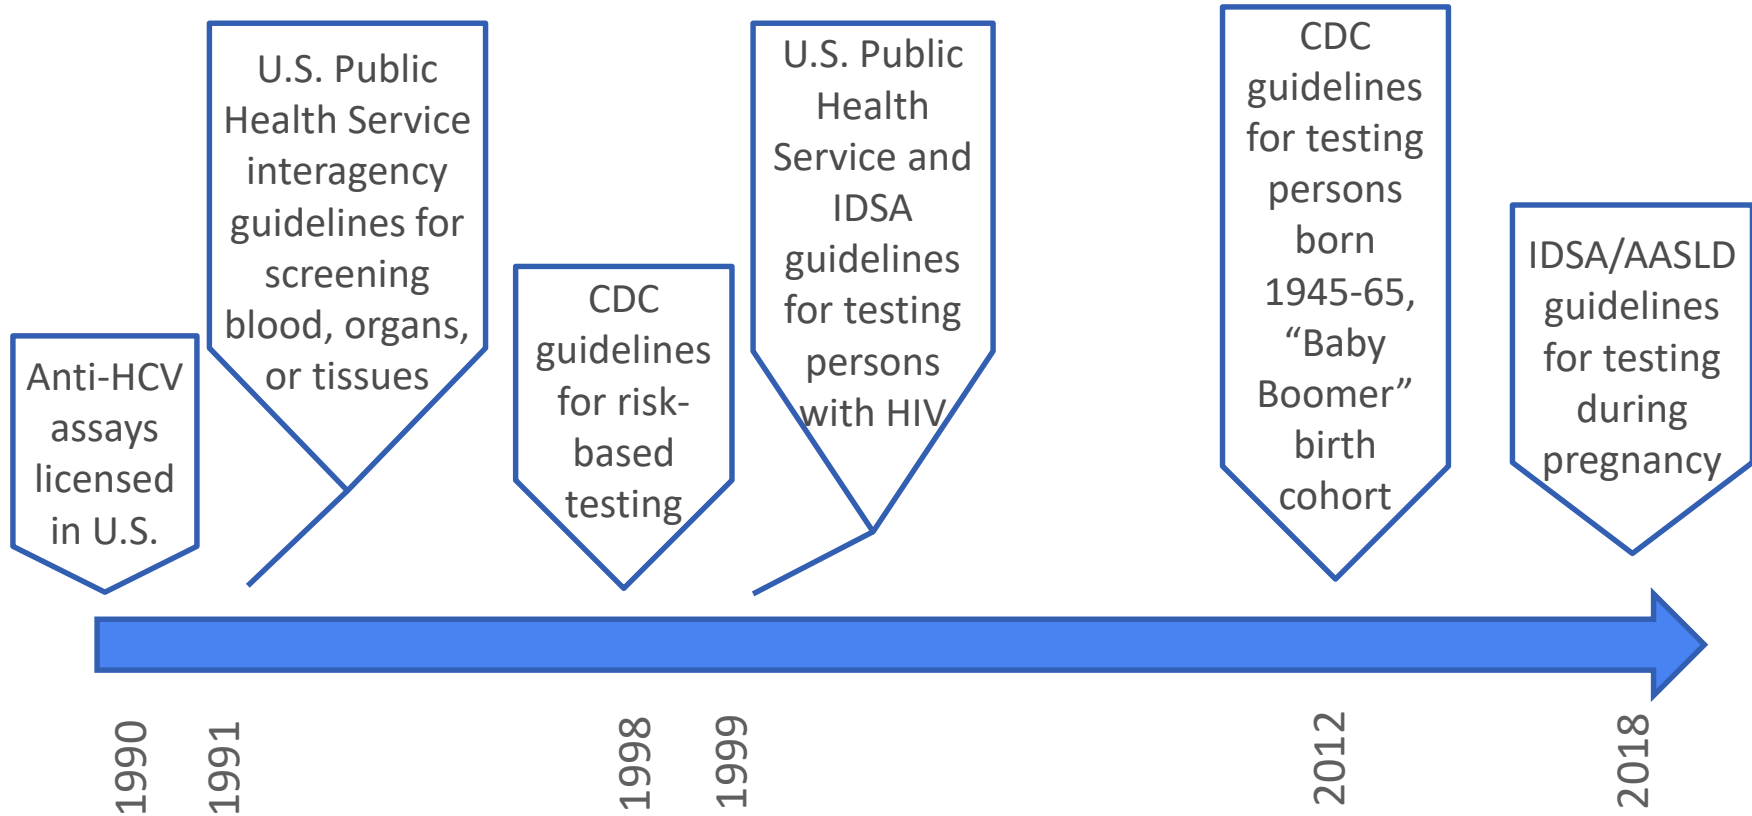 Anti-HCV
assays
licensed
in U.S.
U.S. Public
Health Service
interagency
guidelines for
screening
blood, organs,
or tissues
CDC
guidelines
for risk-
based
testing
U.S. Public
Health
Service and
IDSA
guidelines
for testing
persons
with HIV
CDC
guidelines
for testing
persons
born
1945-65,
“Baby
Boomer”
birth
cohort
IDSA/AASLD
guidelines
for testing
during
pregnancy
1990
1991
1998
1999
2012
2018